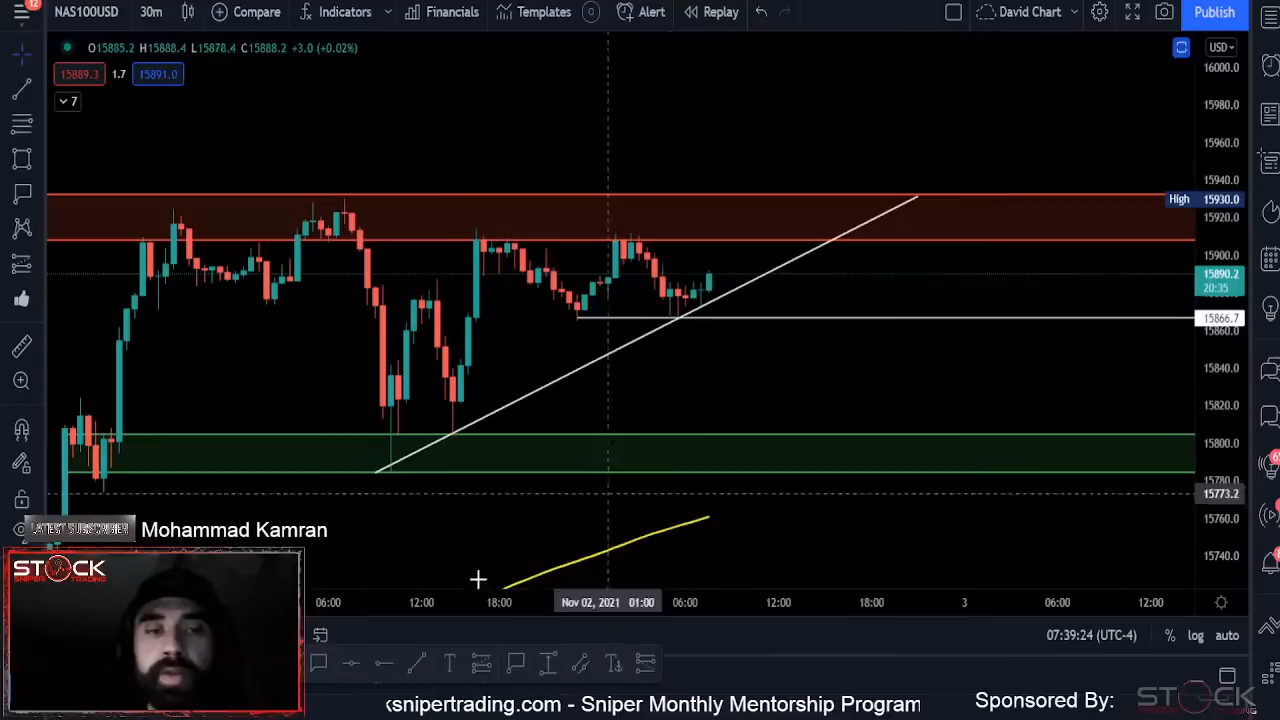 12
NAS100USD
30m
Compare
Indicators
Financials
Templates
Alert
Replay
David Chart
Publish
O15885.2 H15888.4 L15878.4 C15888.2 +3.0 (+0.02%)
USD
15889.3
1.7
15891.0
7
16000.0
15980.0
15960.0
15940.0
High 15930.0
15920.0
15900.0
15890.2
20:35
15866.7
15860.0
15840.0
15820.0
15800.0
15780.0
15773.2
15760.0
15740.0
LATEST SUBSCRIBER
Mohammad Kamran
STOCK
SNIPER TRADING
06:00
12:00
18:00
Nov 02, 2021 01:00
06:00
12:00
18:00
3
06:00
12:00
07:39:24 (UTC-4)
%
log
auto
ksnipertrading.com - Sniper Monthly Mentorship Program
Sponsored By:
STOCK
SNIPER TRADING